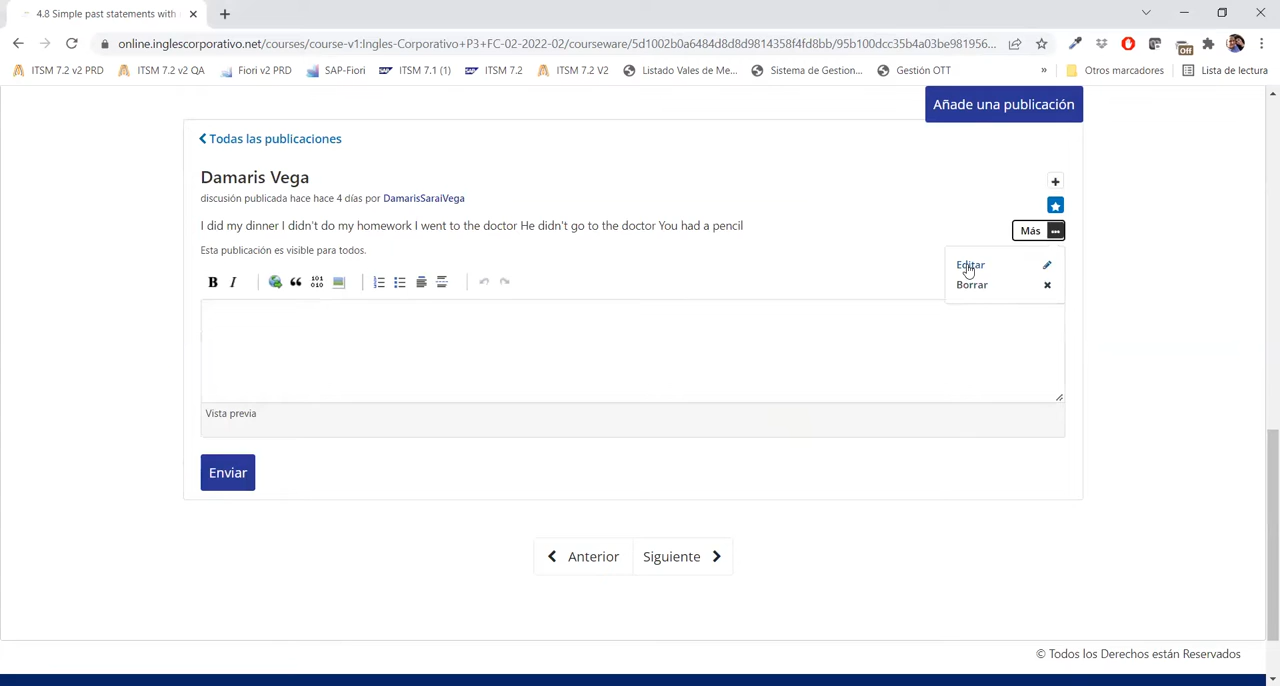 4.8 Simple past statements with
online.inglescorporativo.net/courses/course-v1:Ingles-Corporativo+P3+FC-02-2022-02/courseware/5d1002b0a6484d8d8d9814358f4fd8bb/95b100dcc35b4a03be981956...
Off
ITSM 7.2 v2 PRD ITSM 7.2 v2 QA Fiori v2 PRD SAP-Fiori ITSM 7.1 (1) ITSM 7.2 ITSM 7.2 V2 Listado Vales de Me... Sistema de Gestion... Gestión OTT » Otros marcadores Lista de lectura
Añade una publicación
Todas las publicaciones
Damaris Vega
discusión publicada hace hace 4 días por DamarisSaraiVega
I did my dinner I didn't do my homework I went to the doctor He didn't go to the doctor You had a pencil
Más
Esta publicación es visible para todos.
Editar
Borrar
B I
Vista previa
Enviar
Anterior Siguiente
© Todos los Derechos están Reservados